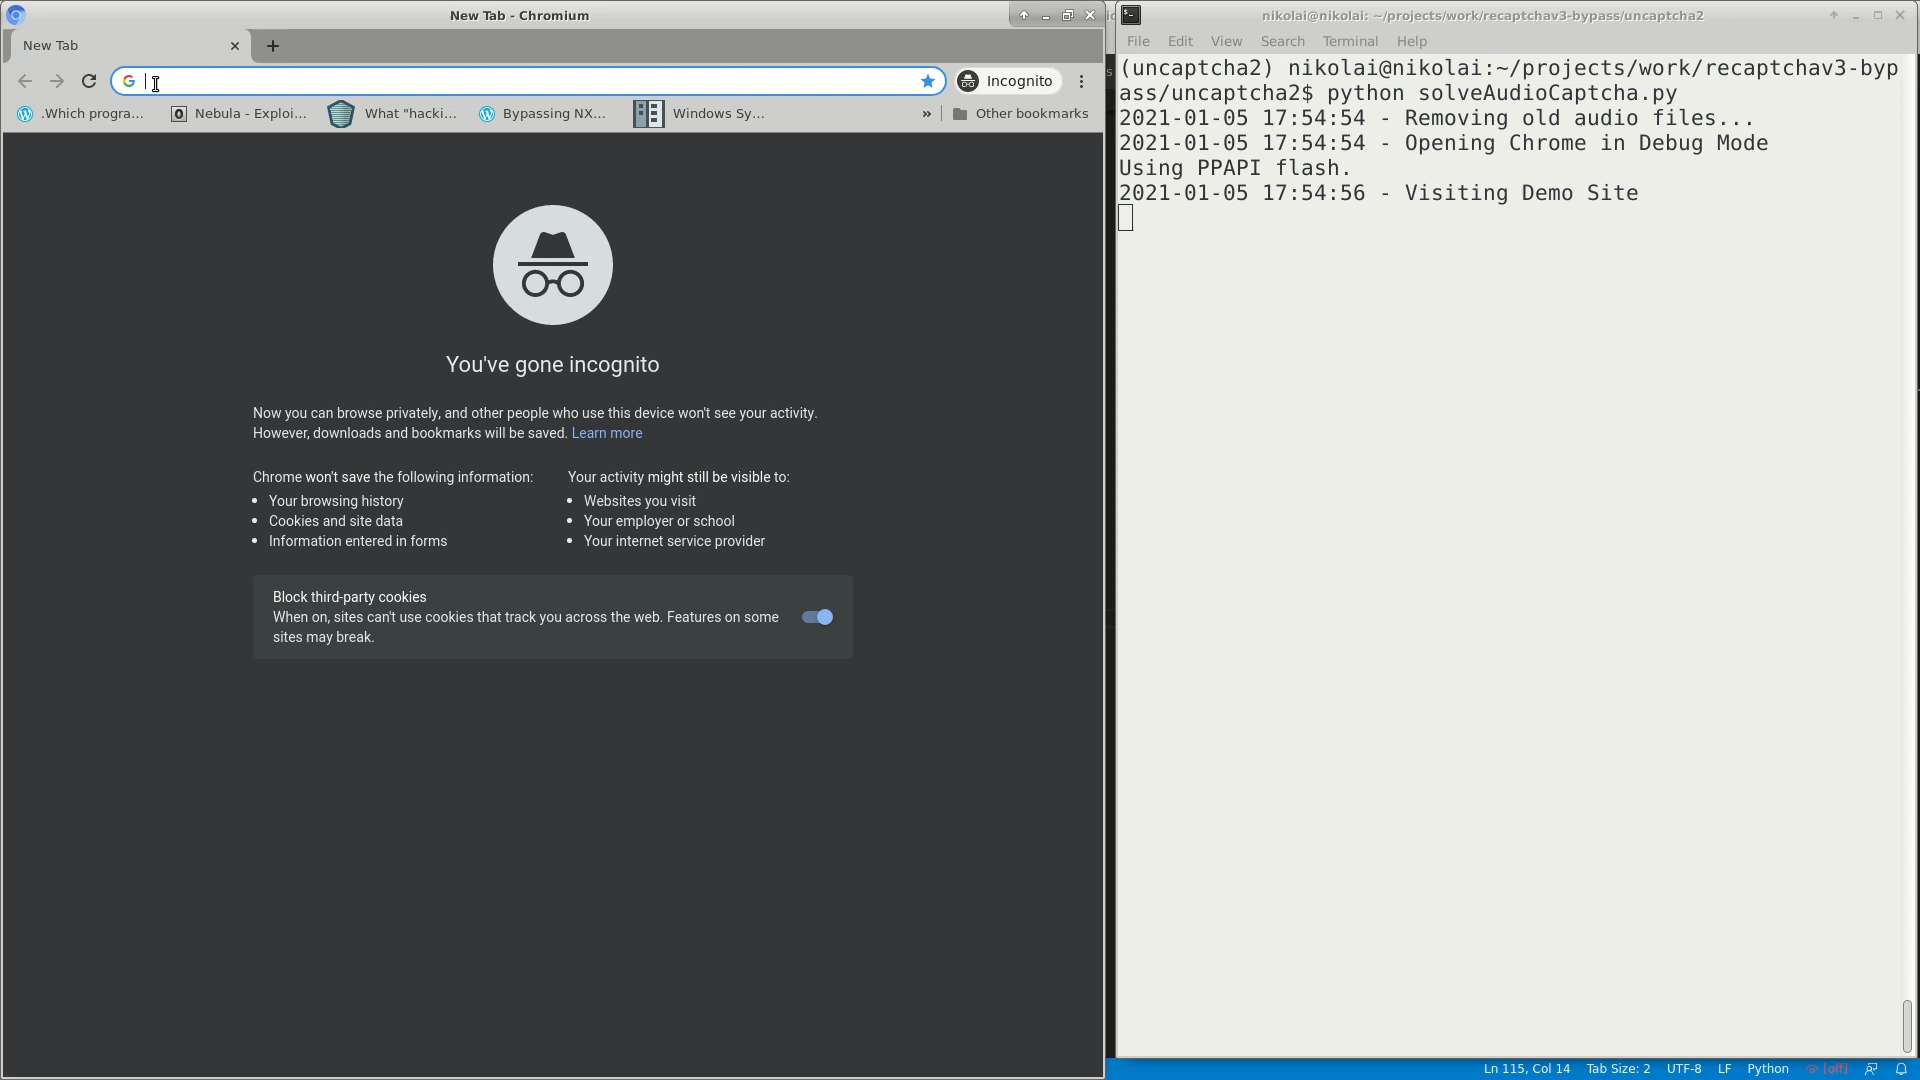 New Tab - Chromium
New Tab
Incognito
.Which progra...
Nebula - Exploi...
What "hacki...
Bypassing NX...
Windows Sy...
»
Other bookmarks
You've gone incognito
Now you can browse privately, and other people who use this device won't see your activity.
However, downloads and bookmarks will be saved. Learn more
Chrome won't save the following information:
Your browsing history
Cookies and site data
Information entered in forms
Your activity might still be visible to:
Websites you visit
Your employer or school
Your internet service provider
Block third-party cookies
When on, sites can't use cookies that track you across the web. Features on some
sites may break.
nikolai@nikolai: ~/projects/work/recaptchav3-bypass/uncaptcha2
File Edit View Search Terminal Help
(uncaptcha2) nikolai@nikolai:~/projects/work/recaptchav3-byp
ass/uncaptcha2$ python solveAudioCaptcha.py
2021-01-05 17:54:54 - Removing old audio files...
2021-01-05 17:54:54 - Opening Chrome in Debug Mode
Using PPAPI flash.
2021-01-05 17:54:56 - Visiting Demo Site
Ln 115, Col 14 Tab Size: 2 UTF-8 LF Python [off]